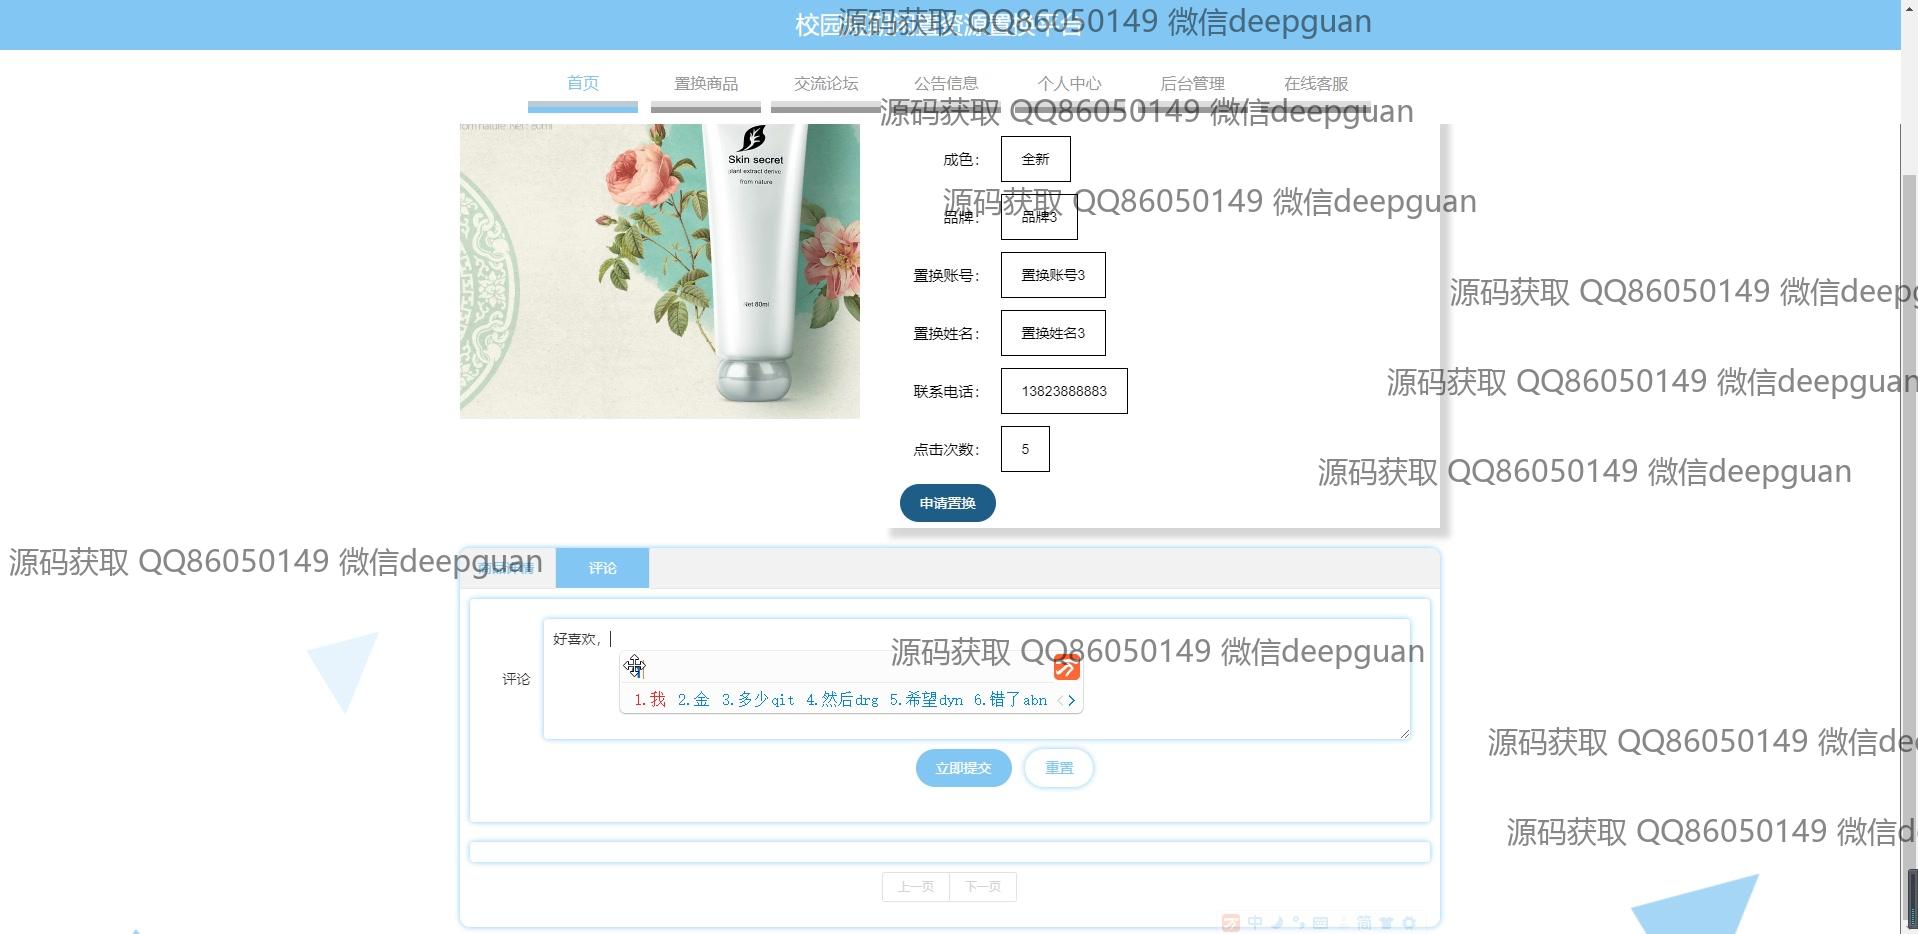 源码获取 QQ86050149 微信deepguan
首页 置换商品 交流论坛 公告信息 个人中心 后台管理 在线客服
源码获取 QQ86050149 微信deepguan
Skin secret
plant extract derive
from nature
Net 80ml
成色： 全新
源码获取 QQ86050149 微信deepguan
品牌： 品牌3
置换账号： 置换账号3
源码获取 QQ86050149 微信deepg
置换姓名： 置换姓名3
联系电话： 13823888883
源码获取 QQ86050149 微信deepguan
点击次数： 5
源码获取 QQ86050149 微信deepguan
申请置换
源码获取 QQ86050149 微信deepguan
商品详情 评论
好喜欢，
源码获取 QQ86050149 微信deepguan
评论
1.我 2.金 3.多少qit 4.然后drg 5.希望dyn 6.错了abn
源码获取 QQ86050149 微信de
立即提交 重置
源码获取 QQ86050149 微信d
上一页 下一页
中 简